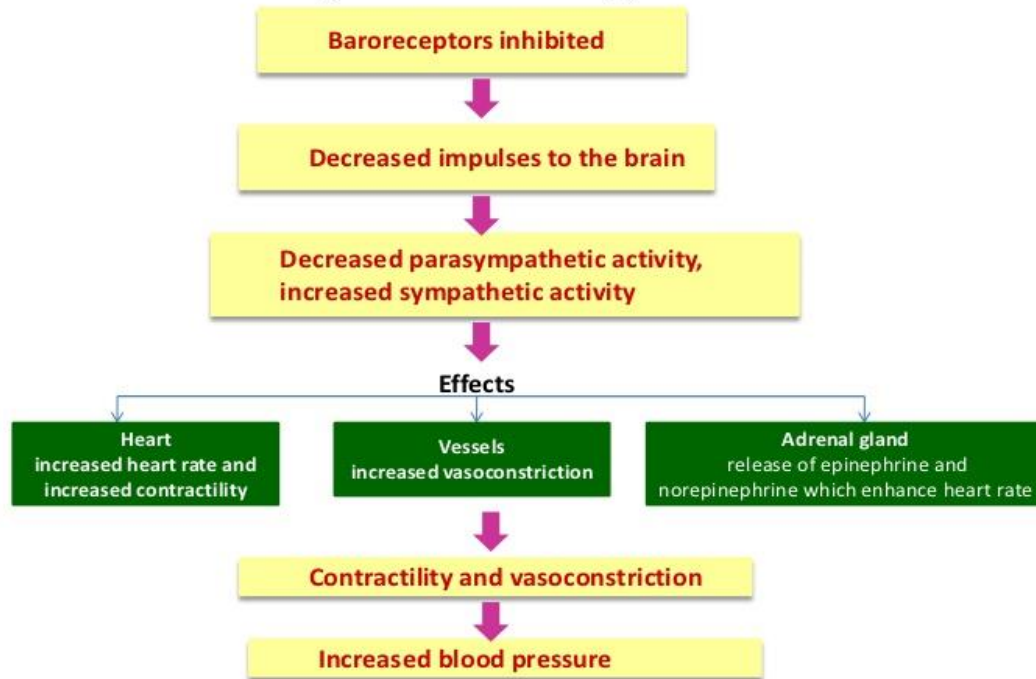 Baroreceptors inhibited
Decreased impulses to the brain
Decreased parasympathetic activity,
increased sympathetic activity
Effects
Heart
increased heart rate and
increased contractility
Vessels
increased vasoconstriction
Adrenal gland
release of epinephrine and
norepinephrine which enhance heart rate
Contractility and vasoconstriction
Increased blood pressure